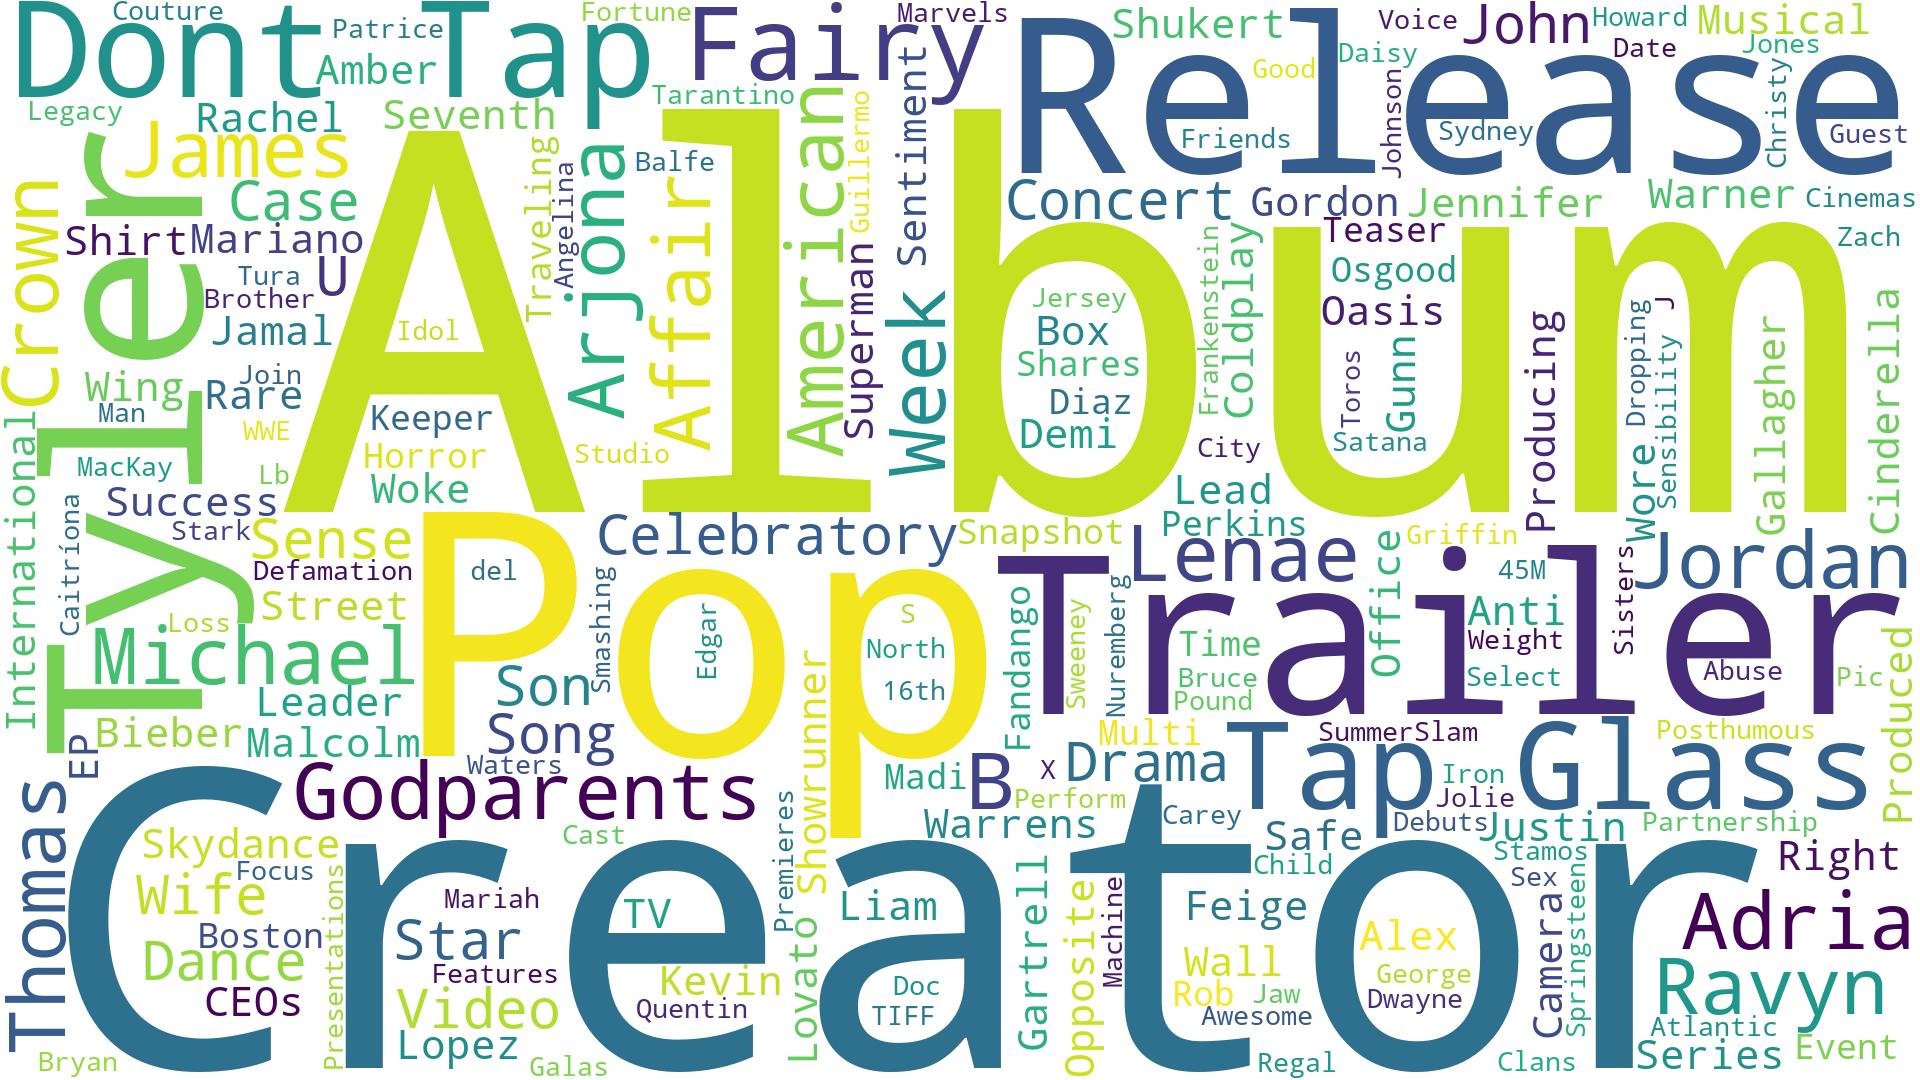 Couture
Fortune
Marvels
Dont
Tap
Fairy
Release
Patrice
Amber
Shukert
Voice
John
Howard
Musical
Date
Daisy
Jones
Good
Legacy
Rachel
Seventh
Tarantino
American
Guillermo
Sentiment
Friends
Johnson
Sydney
Christy
Guest
James
Crown
Case
Tyler
Album
Traveling
Angelina
Arjona
Balfe
Affair
Concert
Gordon
Jennifer
Warner
Cinemas
Shirt
Mariano
Superman
Teaser
Zach
Tura
U
Brother
Jamal
Idol
Week
Jersey
Box
Shares
Diaz
Demi
Frankenstein
Coldplay
Osgood
Oasis
Toros
Gunn
Satana
Producing
Dropping
J
Sensibility
Wore
Gallagher
Cinderella
Wing
Join
Rare
Man
WWE
Keeper
Horror
Woke
Studio
City
International
MacKay
Lb
Success
Stark
Caitríona
Sense
Defamation
Street
Loss
Celebratory
Snapshot
Lead
Perkins
Lenae
Griffin
Office
45M
Jordan
Pop
del
Smashing
Edgar
S
North
16th
Trailer
Fandango
Sweeney
Nuremberg
Time
Bruce
Pound
Anti
Weight
Select
Sisters
Abuse
Pic
Produced
Michael
Leader
Bieber
Malcolm
EP
Son
Song
Waters
Showrunner
Multi
Drama
SummerSlam
Posthumous
Tap
Glass
Thomas
Godparents
Madi
B
X
Perform
Iron
Jolie
Warrens
Carey
Safe
Debuts
Justin
Partnership
Creator
Skydance
Focus
Cast
Premieres
Child
Stamos
Right
Wife
Presentations
Mariah
TV
Lovato
Liam
Gartrell
Opposite
Machine
Feige
Sex
Camera
Springsteen
Adria
Boston
Dance
Star
Features
Kevin
Alex
Wall
George
CEOs
Video
Quentin
Doc
TIFF
Rob
Jaw
Dwayne
Awesome
Ravyn
Atlantic
Bryan
Lopez
Galas
Regal
Clans
Series
Event